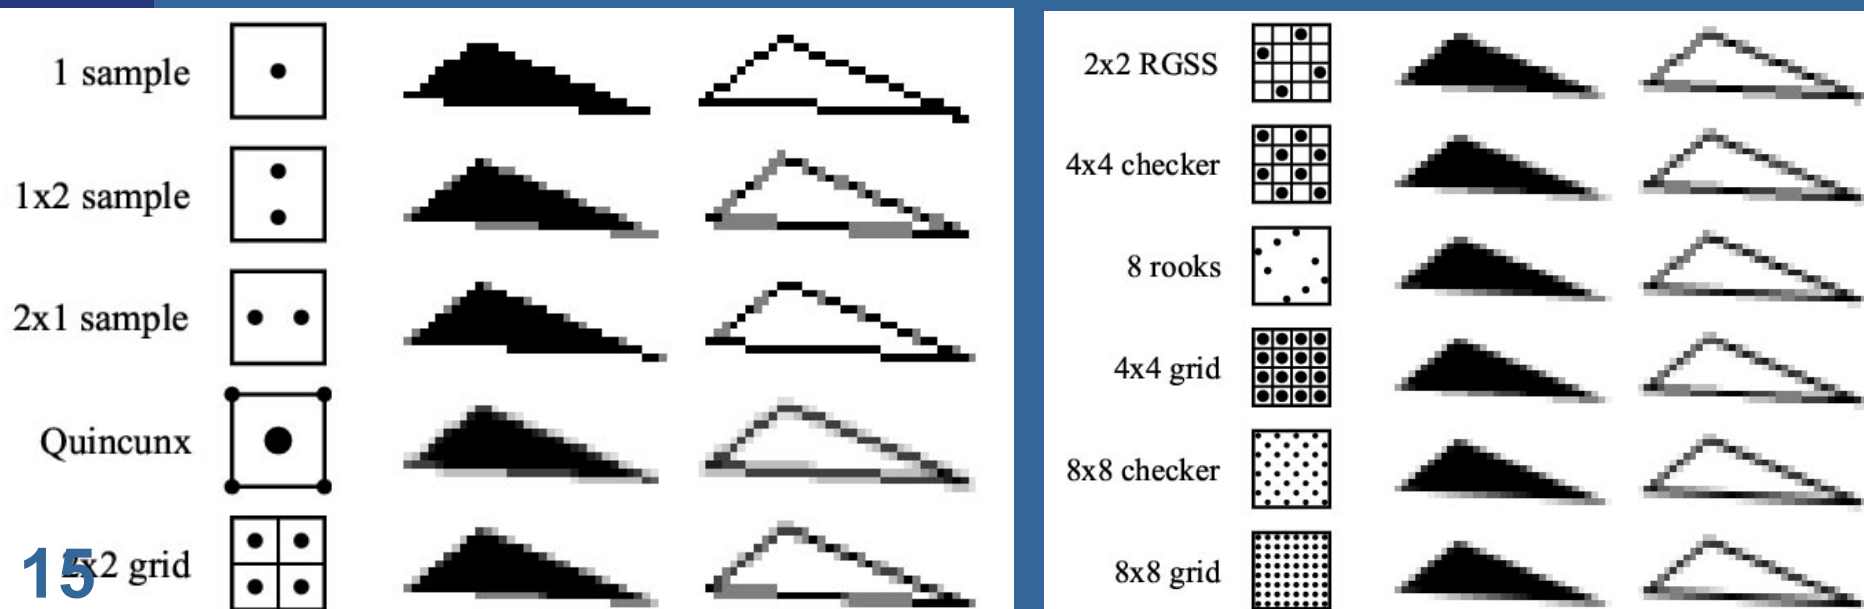 1 sample
1x2 sample
2x1 sample
Quincunx
2x2 grid
15
2x2 RGSS
4x4 checker
8 rooks
4x4 grid
8x8 checker
8x8 grid